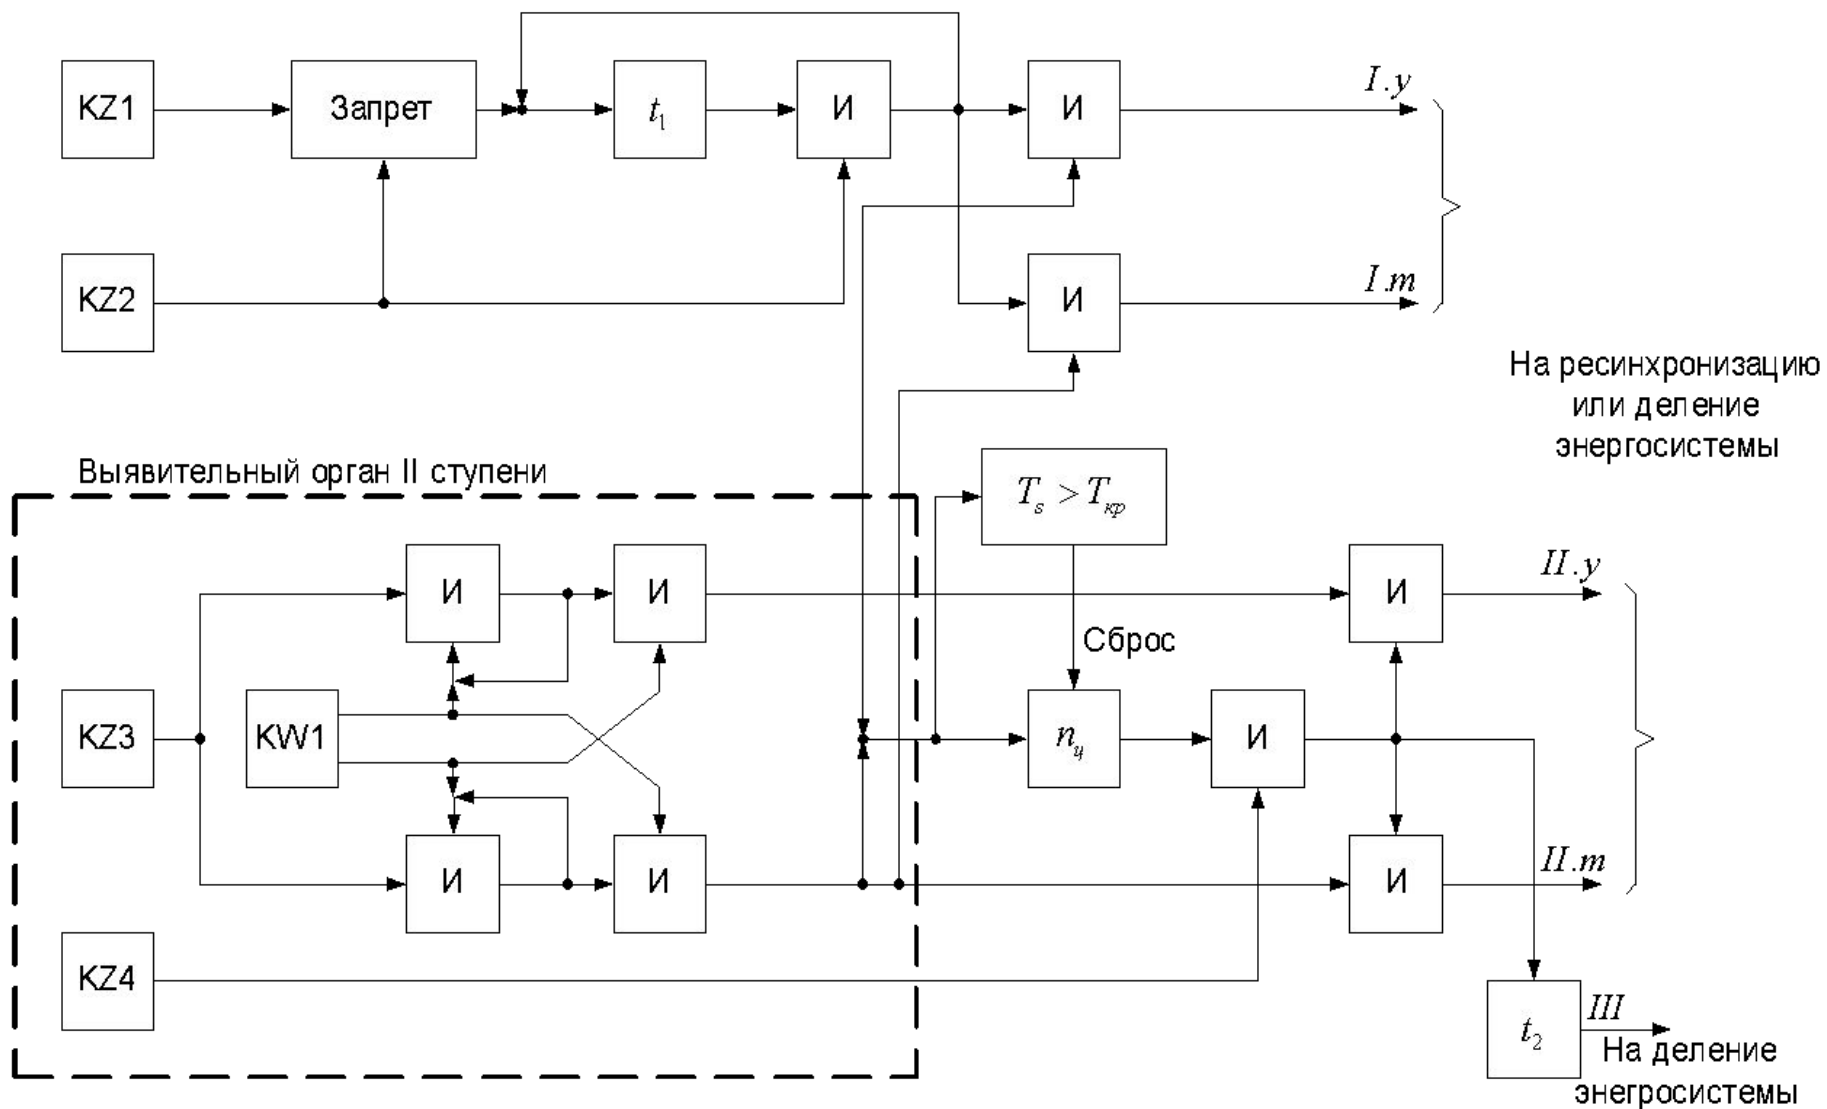 KZ1
Запрет
t₁
И
И
I.y
KZ2
И
I.m
На ресинхронизацию
или деление
энергосистемы
Выявительный орган II ступени
Tₛ > Tкр
И
И
И
II.y
Сброс
KZ3
KW1
nц
И
И
И
И
II.m
KZ4
t₂
III
На деление
энегросистемы